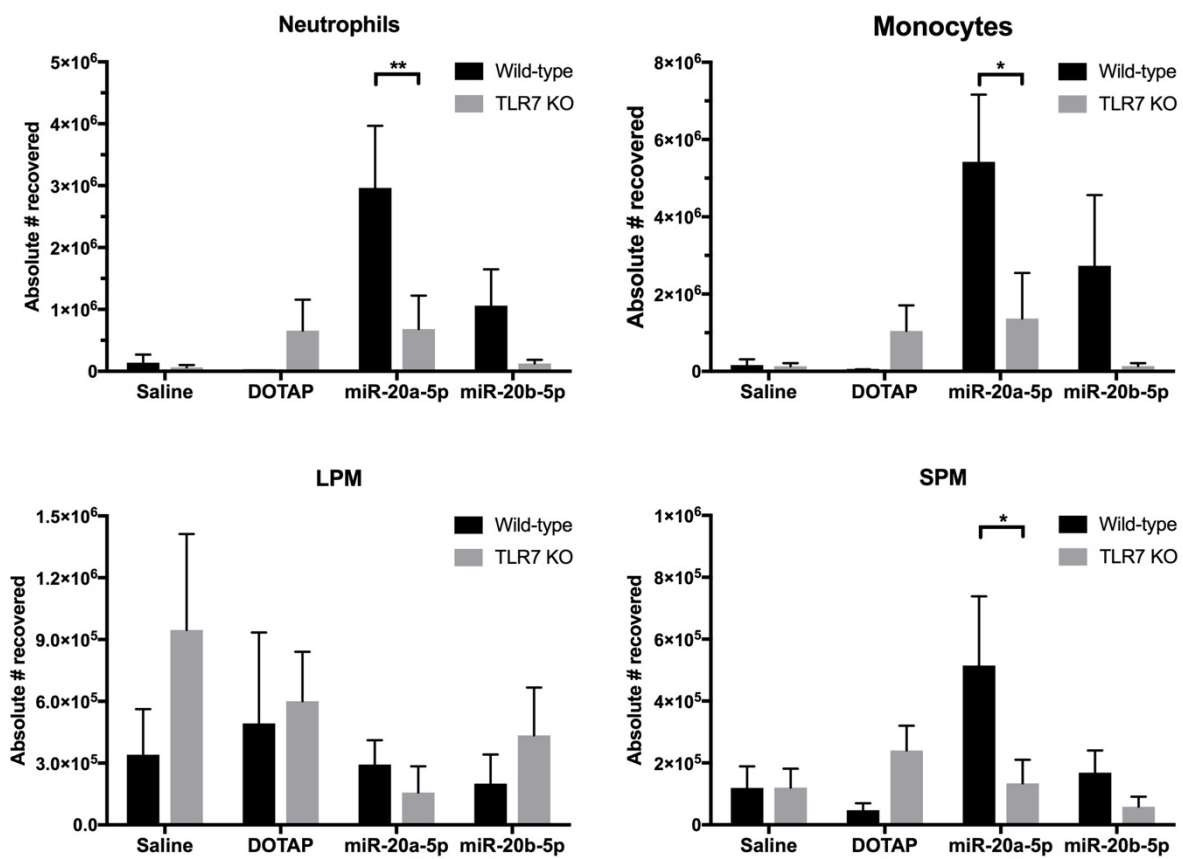 Neutrophils
Absolute # recovered
5×10⁶
4×10⁶
3×10⁶
2×10⁶
1×10⁶
0
**
Wild-type
TLR7 KO
Saline DOTAP miR-20a-5p miR-20b-5p
Monocytes
Absolute # recovered
8×10⁶
6×10⁶
4×10⁶
2×10⁶
0
*
Wild-type
TLR7 KO
Saline DOTAP miR-20a-5p miR-20b-5p
LPM
Absolute # recovered
1.5×10⁶
1.2×10⁶
9.0×10⁵
6.0×10⁵
3.0×10⁵
0.0
Wild-type
TLR7 KO
Saline DOTAP miR-20a-5p miR-20b-5p
SPM
Absolute # recovered
1×10⁶
8×10⁵
6×10⁵
4×10⁵
2×10⁵
0
*
Wild-type
TLR7 KO
Saline DOTAP miR-20a-5p miR-20b-5p